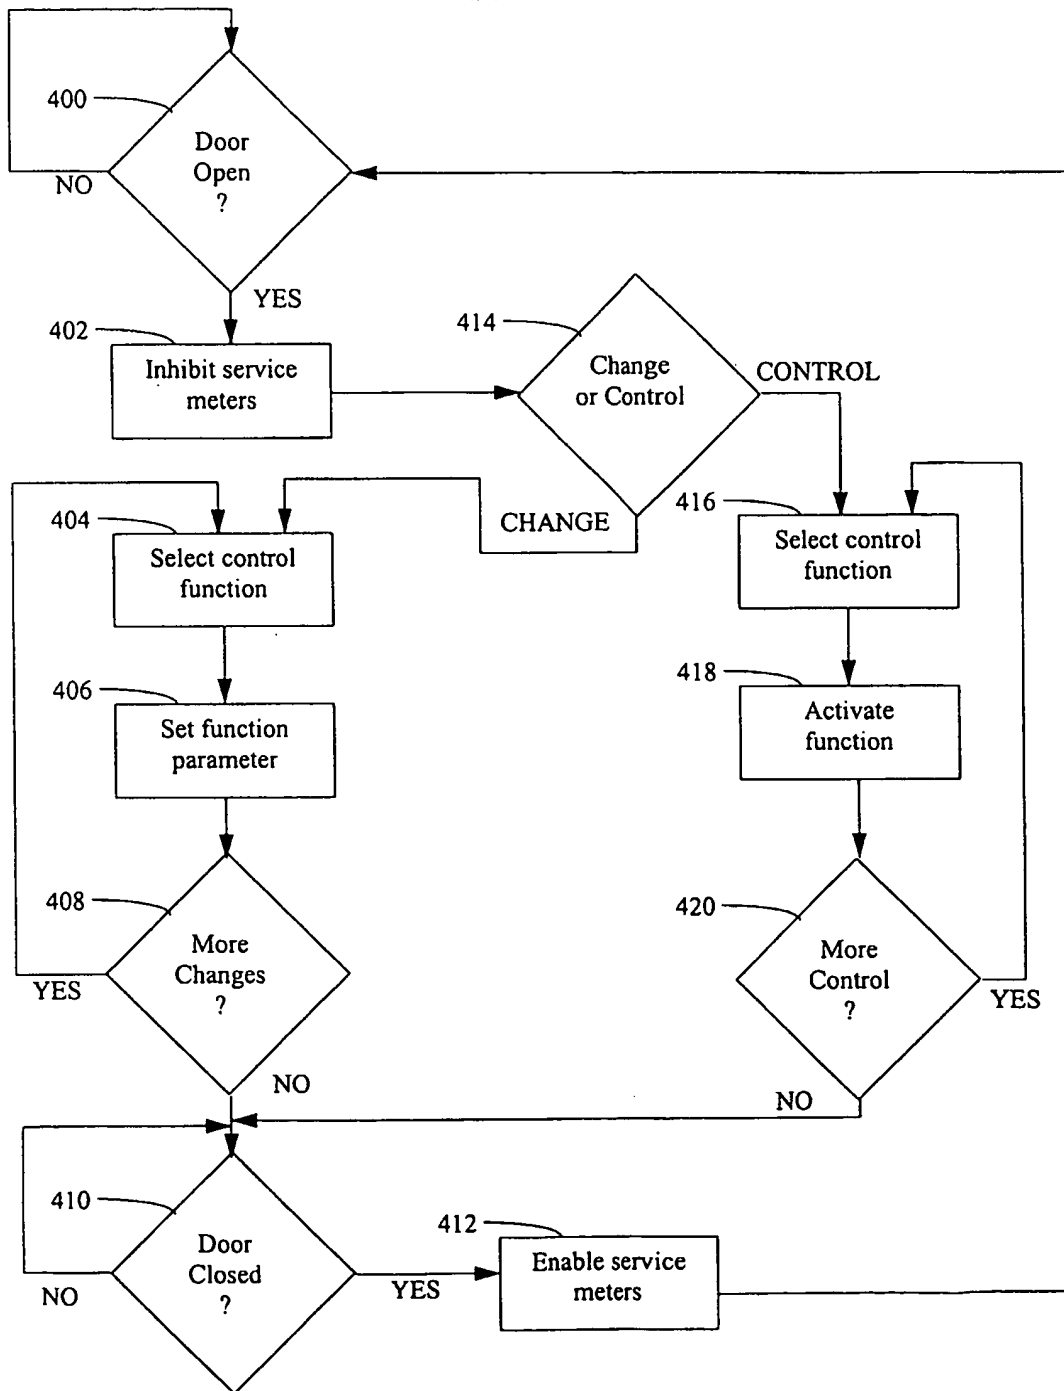 400
Door
Open
?
NO
YES
402
Inhibit service
meters
414
Change
or Control
CONTROL
CHANGE
404
Select control
function
416
Select control
function
406
Set function
parameter
418
Activate
function
408
More
Changes
?
YES
NO
420
More
Control
?
YES
NO
410
Door
Closed
?
NO
YES
412
Enable service
meters